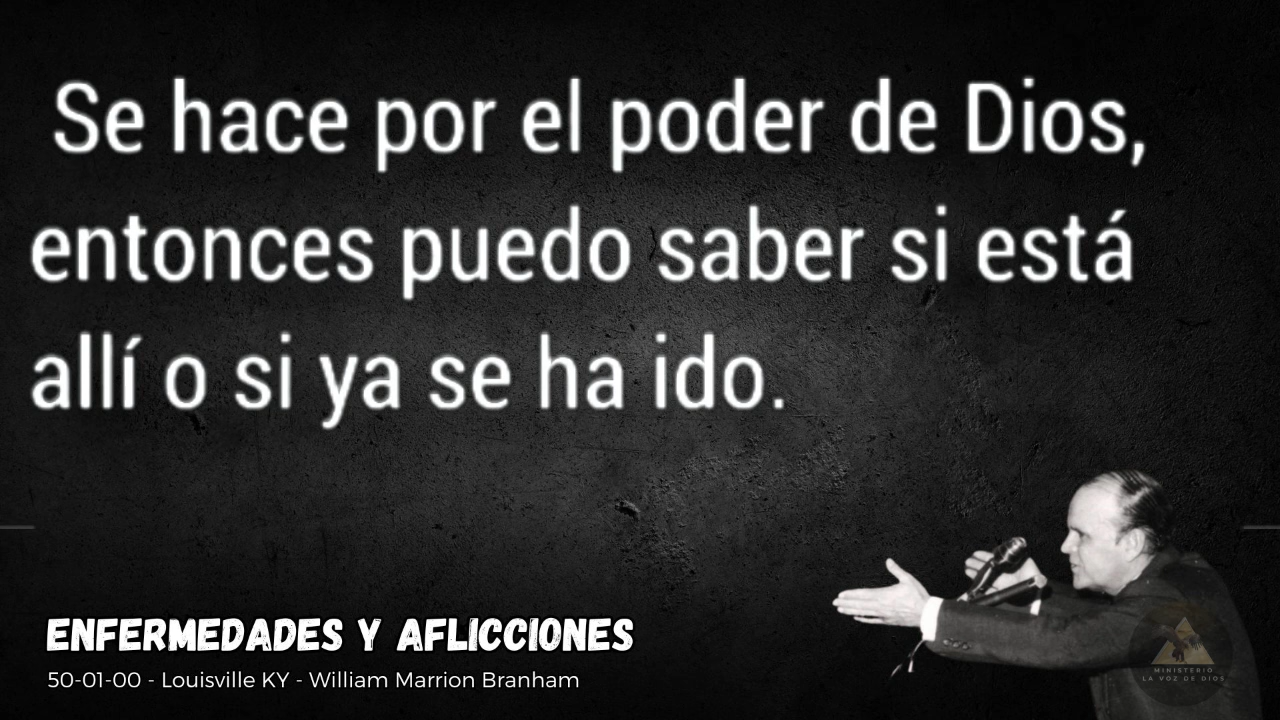 Se hace por el poder de Dios,
entonces puedo saber si está
allí o si ya se ha ido.
ENFERMEDADES Y AFLICCIONES
50-01-00 - Louisville KY - William Marrion Branham
MINISTERIO
LA VOZ DE DIOS